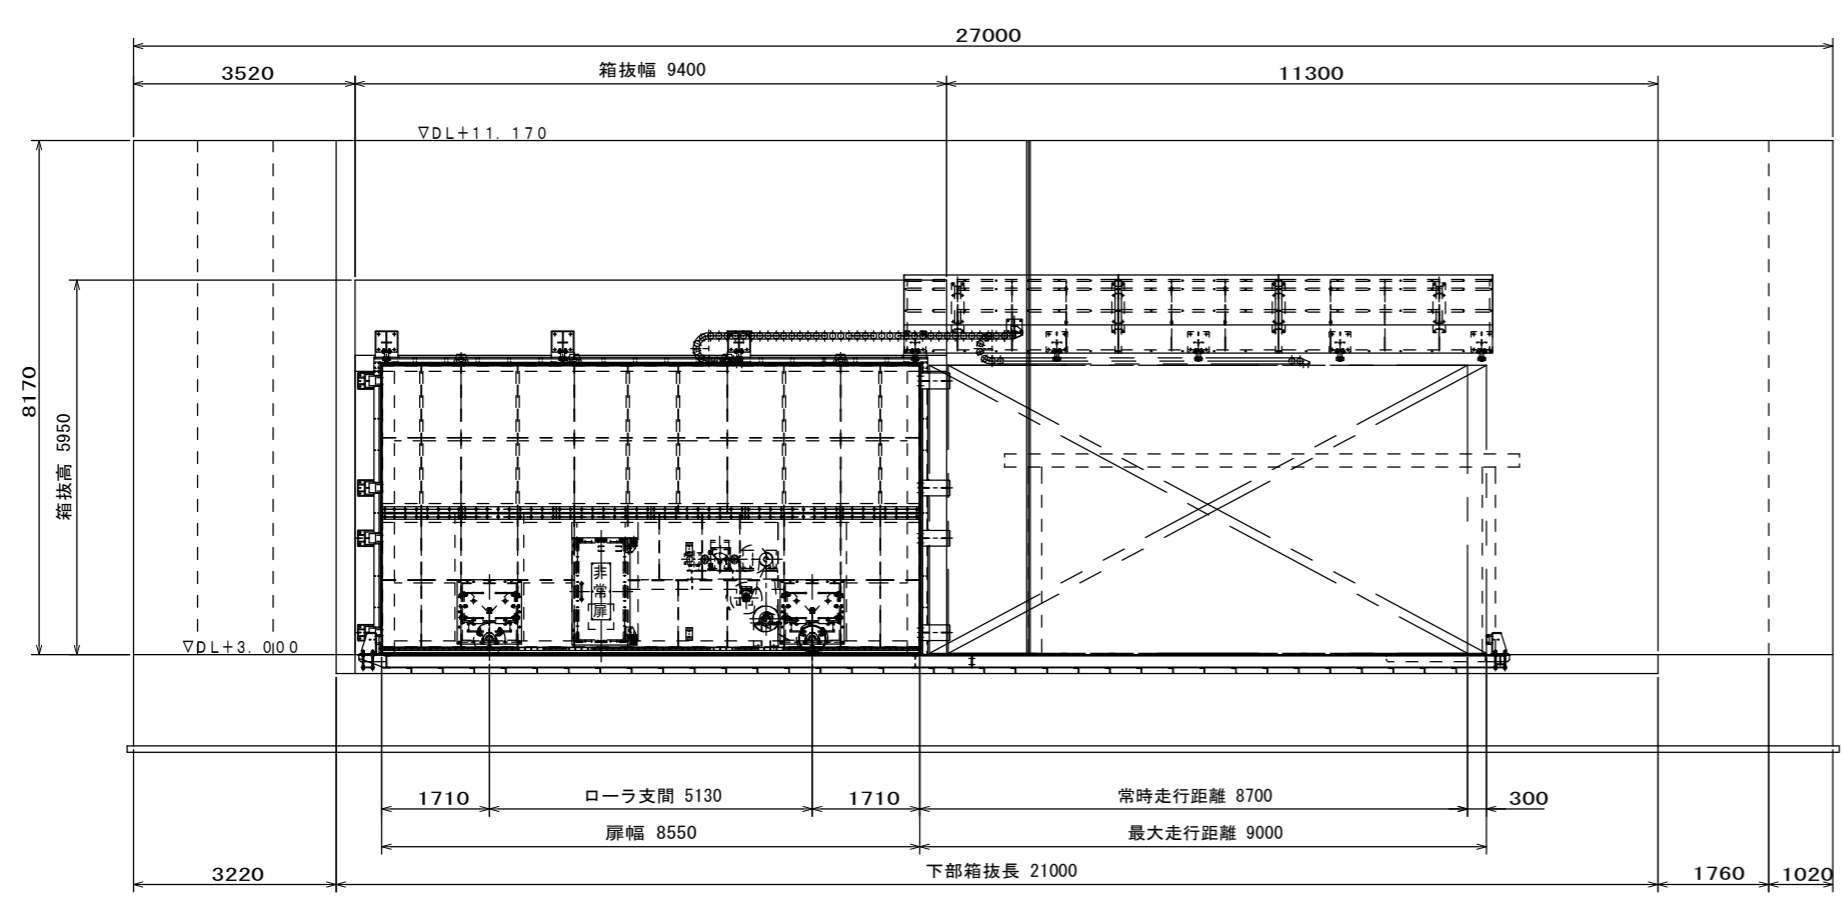 27000
3520
箱抜幅 9400
11300
▽DL+11.170
8170
箱抜高 5950
非常扉
▽DL+3.000
1710
ローラ支間 5130
1710
常時走行距離 8700
300
扉幅 8550
最大走行距離 9000
3220
下部箱抜長 21000
1760
1020